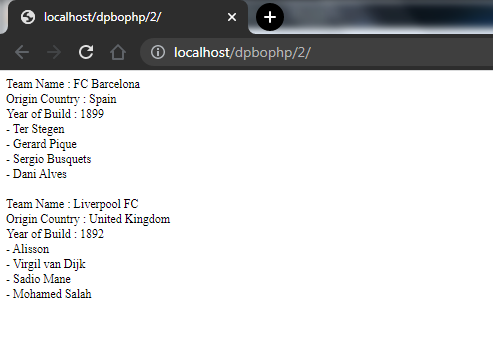 localhost/dpbophp/2/
localhost/dpbophp/2/
Team Name : FC Barcelona
Origin Country : Spain
Year of Build : 1899
- Ter Stegen
- Gerard Pique
- Sergio Busquets
- Dani Alves
Team Name : Liverpool FC
Origin Country : United Kingdom
Year of Build : 1892
- Alisson
- Virgil van Dijk
- Sadio Mane
- Mohamed Salah